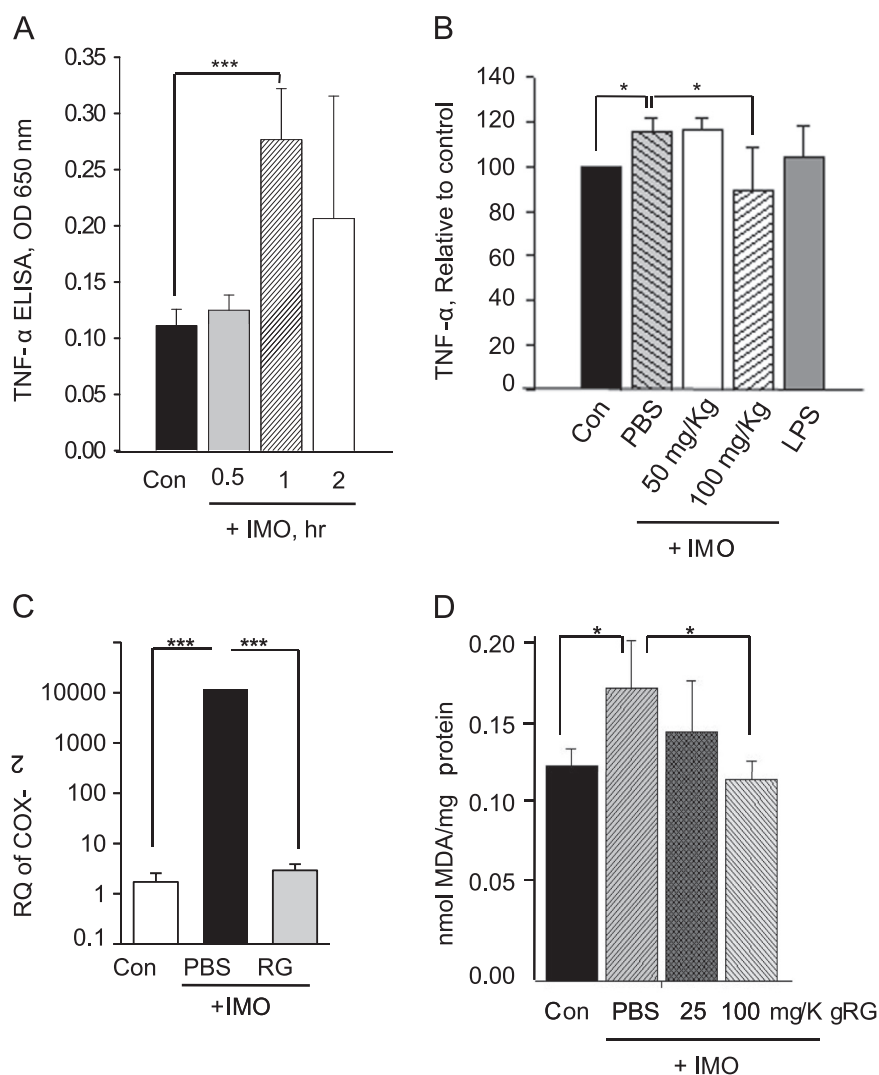 A
TNF-α ELISA, OD 650 nm
0.35
0.30
0.25
0.20
0.15
0.10
0.05
0.00
***
Con
0.5
1
2
+ IMO, hr
B
TNF-α, Relative to control
140
120
100
80
60
40
20
0
*
*
Con
PBS
50 mg/Kg
100 mg/Kg
LPS
+ IMO
C
RQ of COX- 2
10000
1000
100
10
1
0.1
***
***
Con
PBS
RG
+IMO
D
nmol MDA/mg protein
0.20
0.15
0.10
0.05
0.00
*
*
Con
PBS
25
100 mg/K gRG
+ IMO